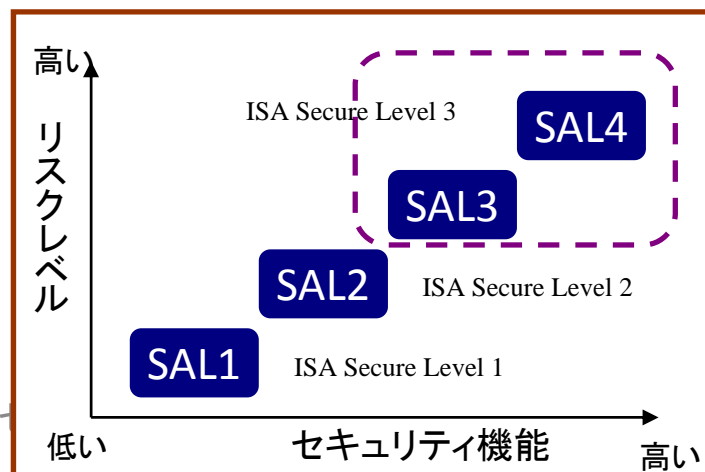 高い
リスクレベル
ISA Secure Level 3
SAL4
SAL3
SAL2
ISA Secure Level 2
SAL1
ISA Secure Level 1
低い
セキュリティ機能
高い